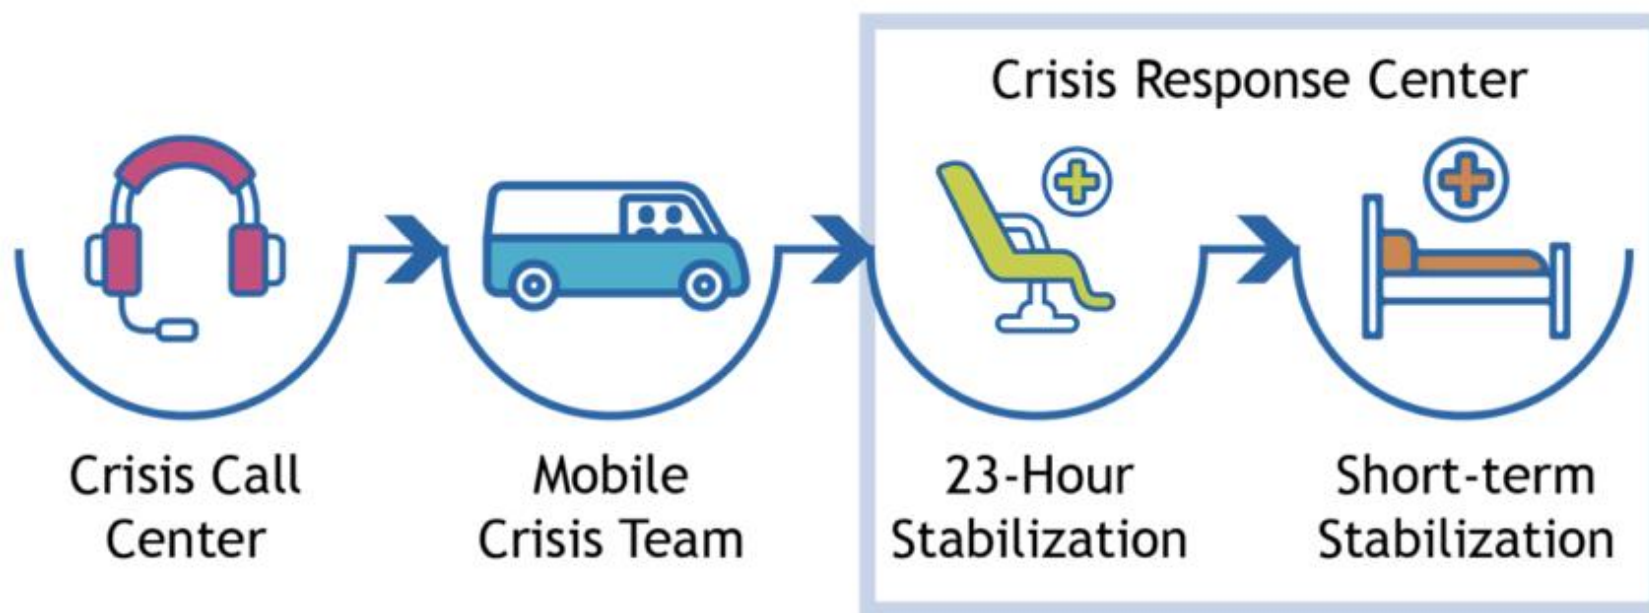 Crisis Response Center
Crisis Call
Center
Mobile
Crisis Team
23-Hour
Stabilization
Short-term
Stabilization